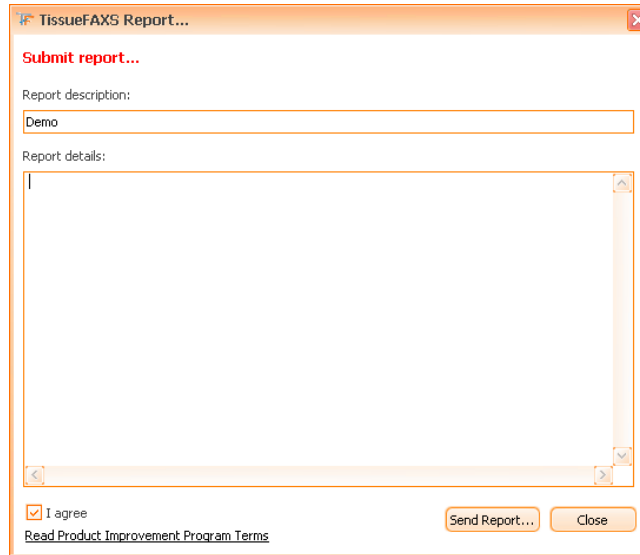 TissueFAXS Report...
Submit report...
Report description:
Demo
Report details:
I agree
Read Product Improvement Program Terms
Send Report...
Close